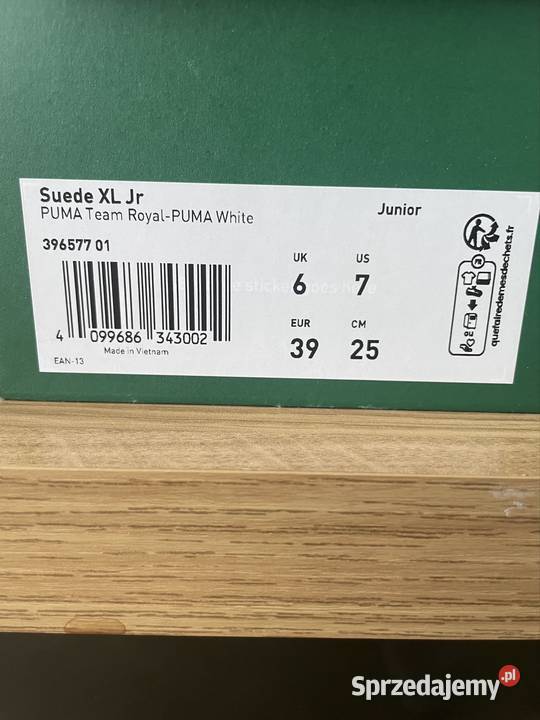 Suede XL Jr
PUMA Team Royal-PUMA White
Junior
396577 01
UK US
6 7
EUR CM
39 25
4 099686 343002
Made in Vietnam
EAN-13
FR
quefairedemesdechets.fr
Sprzedajemy.pl